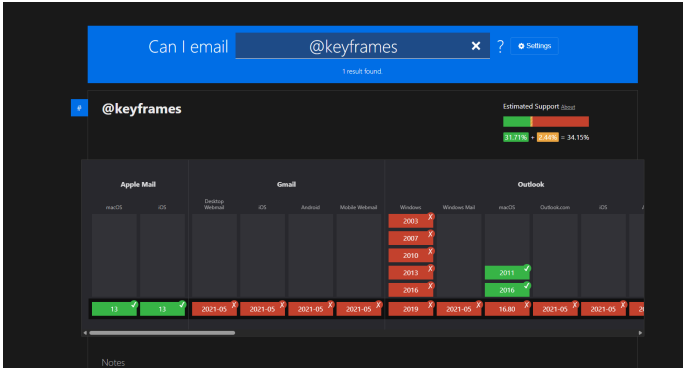 Can I email @keyframes × ? Settings
1 result found.
# @keyframes
Estimated Support About
31.71% + 2.44% = 34.15%
Apple Mail Gmail Outlook
macOS iOS Desktop Webmail iOS Android Mobile Webmail Windows Windows Mail macOS Outlook.com iOS
2003
2007
2010
2013 2011
2016 2016
13 13 2021-05 2021-05 2021-05 2021-05 2019 2021-05 16.80 2021-05 2021-05 20
Notes